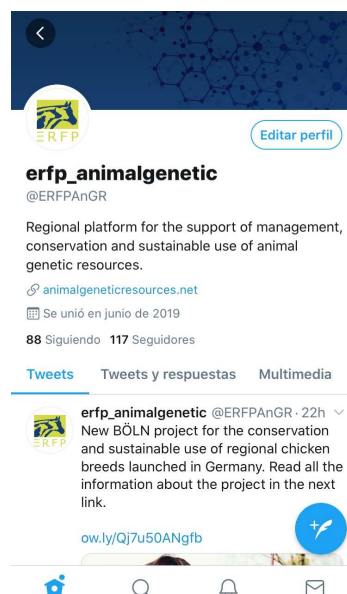 ERFP
Editar perfil
erfp_animalgenetic
@ERFPAnGR
Regional platform for the support of management,
conservation and sustainable use of animal
genetic resources.
animalgeneticresources.net
Se unió en junio de 2019
88 Siguiendo 117 Seguidores
Tweets Tweets y respuestas Multimedia
ERFP
erfp_animalgenetic @ERFPAnGR · 22h
New BÖLN project for the conservation
and sustainable use of regional chicken
breeds launched in Germany. Read all the
information about the project in the next
link.
ow.ly/Qj7u50ANgfb